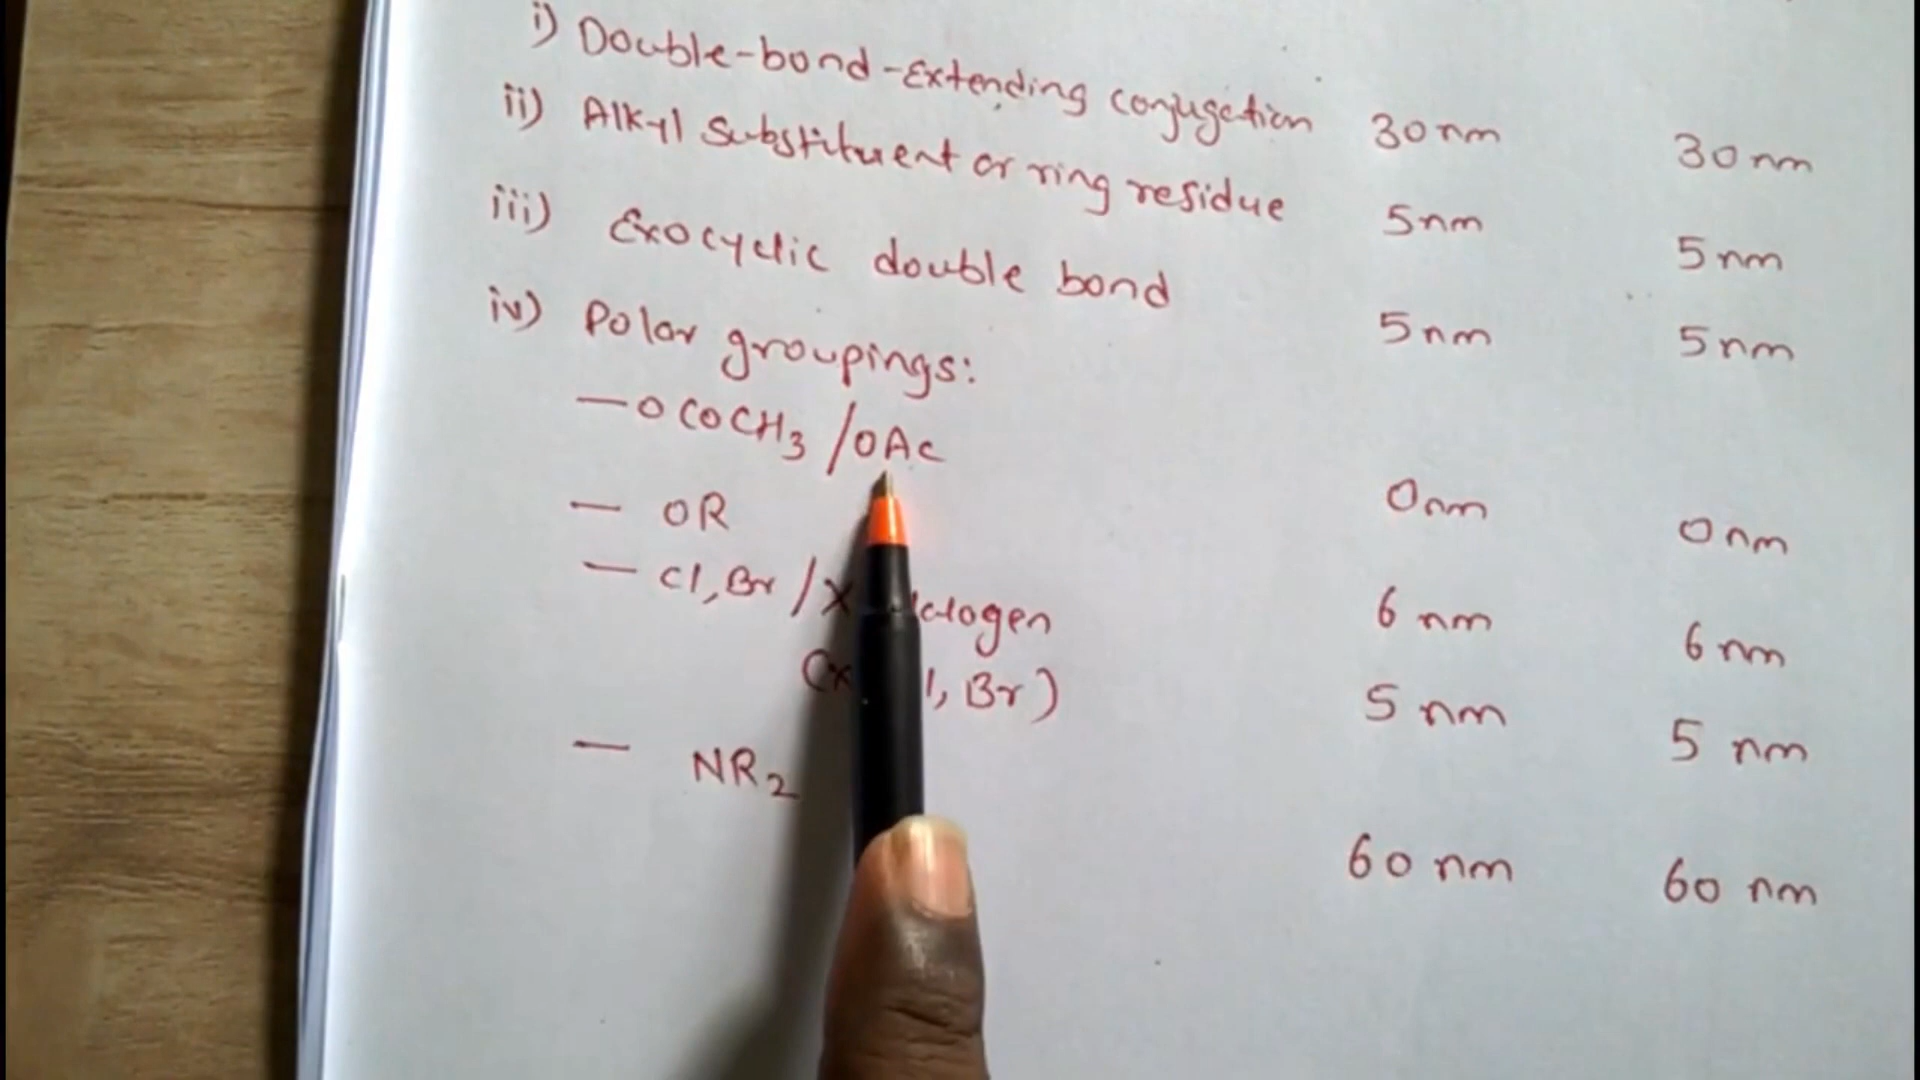 i) Double-bond-Extending conjugation 30nm 30nm
ii) Alkyl Substituent or ring residue 5nm 5nm
iii) Exocyclic double bond 5nm 5nm
iv) Polar groupings:
—OCOCH3 /OAc 0nm 0nm
— OR 6 nm 6 nm
— Cl,Br /X 5 nm 5 nm
Br)
— NR2 60 nm 60 nm